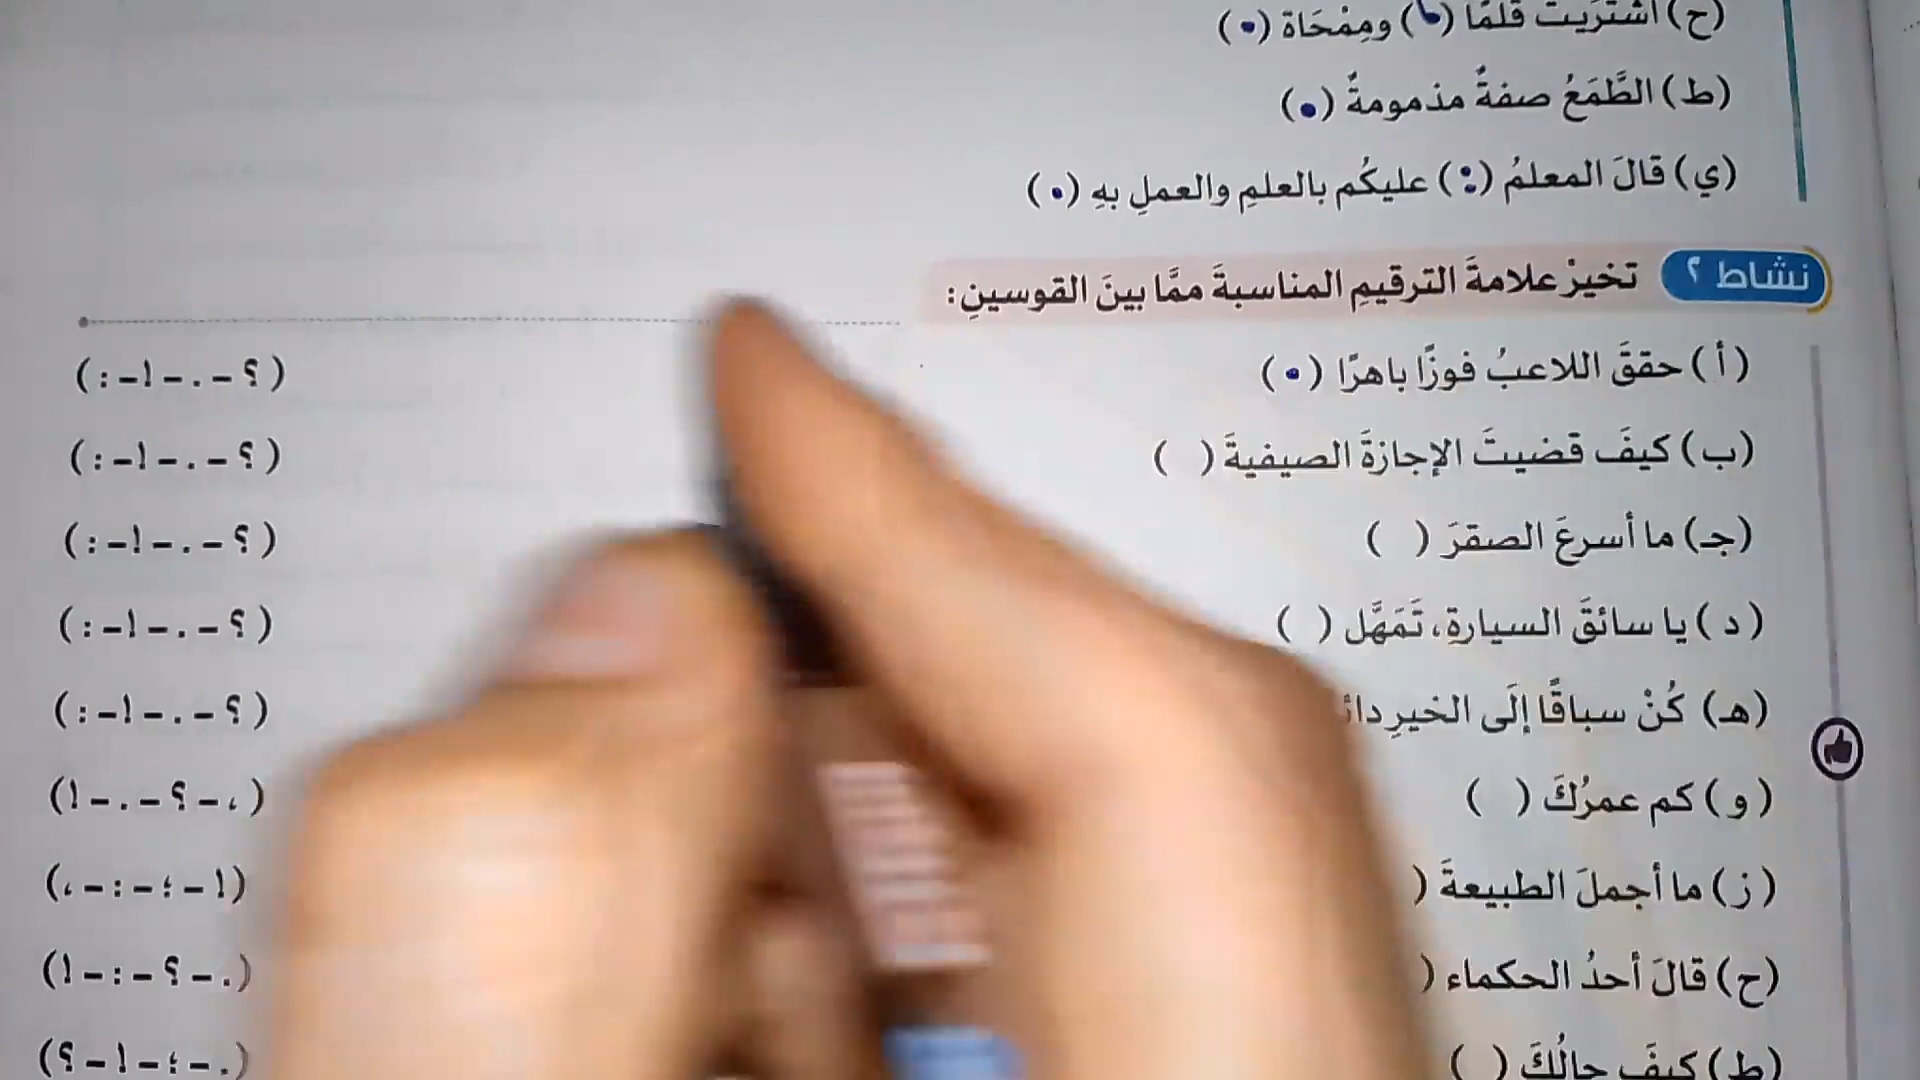 (ح) اشتريت قلمًا (،) ومِمْحَاة (.)
(ط) الطَّمَعُ صفةٌ مذمومةٌ (.)
(ي) قالَ المعلمُ (:) عليكُم بالعلمِ والعملِ بهِ (.)
نشاط ٢ تخيرْ علامةَ الترقيمِ المناسبةَ ممَّا بينَ القوسينِ:
(أ) حققَ اللاعبُ فوزًا باهرًا (.) (؟ - . - ! - :)
(ب) كيفَ قضيتَ الإجازةَ الصيفيةَ ( ) (؟ - . - ! - :)
(جـ) ما أسرعَ الصقرَ ( ) (؟ - . - ! - :)
(د) يا سائقَ السيارةِ، تَمَهَّل ( ) (؟ - . - ! - :)
(هـ) كُنْ سباقًا إلَى الخيرِ (؟ - . - ! - :)
(و) كم عمرُكَ ( ) (، - ؟ - . - !)
(ز) ما أجملَ الطبيعةَ ( (! - ؛ - : - ،)
(ح) قالَ أحدُ الحكماء ( (. - ؟ - : - !)
(ط) كيفَ حالُكَ ( ) (. - ؛ - ! - ؟)